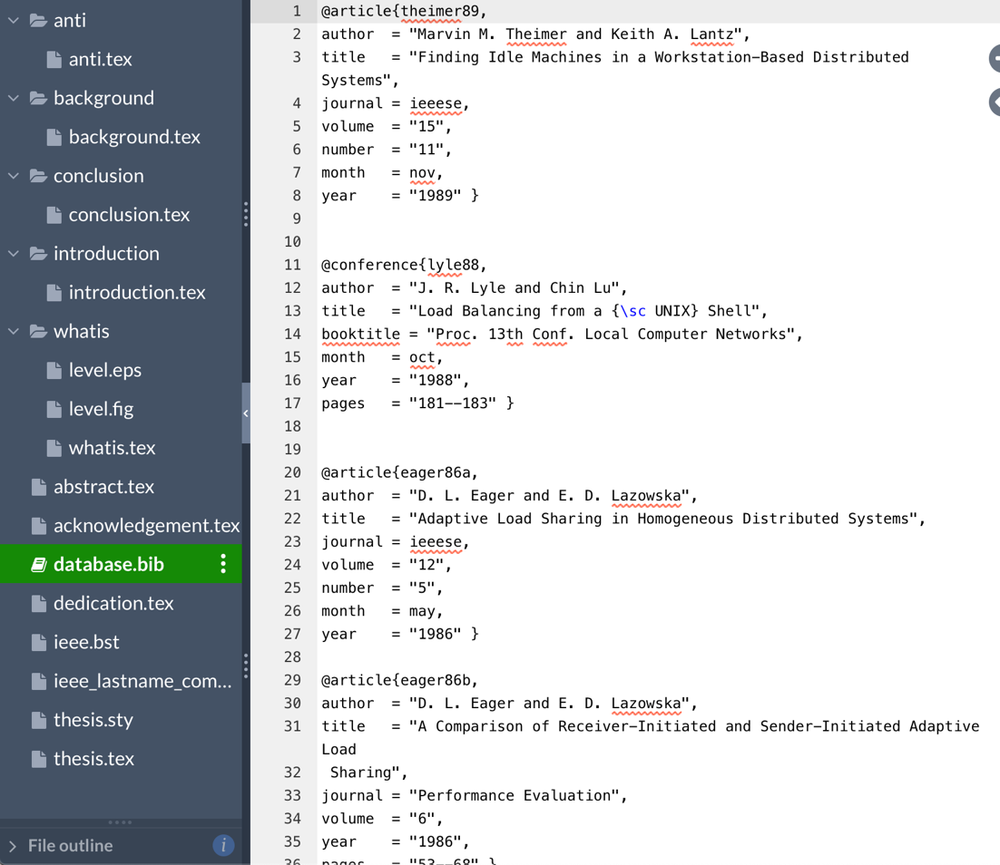 anti
anti.tex
background
background.tex
conclusion
conclusion.tex
introduction
introduction.tex
whatis
level.eps
level.fig
whatis.tex
abstract.tex
acknowledgement.tex
database.bib
dedication.tex
ieee.bst
ieee_lastname_com...
thesis.sty
thesis.tex
File outline
1 @article{theimer89,
2 author  = "Marvin M. Theimer and Keith A. Lantz",
3 title   = "Finding Idle Machines in a Workstation-Based Distributed
Systems",
4 journal = ieeese,
5 volume  = "15",
6 number  = "11",
7 month   = nov,
8 year    = "1989" }
9
10
11 @conference{lyle88,
12 author  = "J. R. Lyle and Chin Lu",
13 title   = "Load Balancing from a {\sc UNIX} Shell",
14 booktitle = "Proc. 13th Conf. Local Computer Networks",
15 month   = oct,
16 year    = "1988",
17 pages   = "181--183" }
18
19
20 @article{eager86a,
21 author  = "D. L. Eager and E. D. Lazowska",
22 title   = "Adaptive Load Sharing in Homogeneous Distributed Systems",
23 journal = ieeese,
24 volume  = "12",
25 number  = "5",
26 month   = may,
27 year    = "1986" }
28
29 @article{eager86b,
30 author  = "D. L. Eager and E. D. Lazowska",
31 title   = "A Comparison of Receiver-Initiated and Sender-Initiated Adaptive
Load
32  Sharing",
33 journal = "Performance Evaluation",
34 volume  = "6",
35 year    = "1986",
36 pages   = "53--68" }